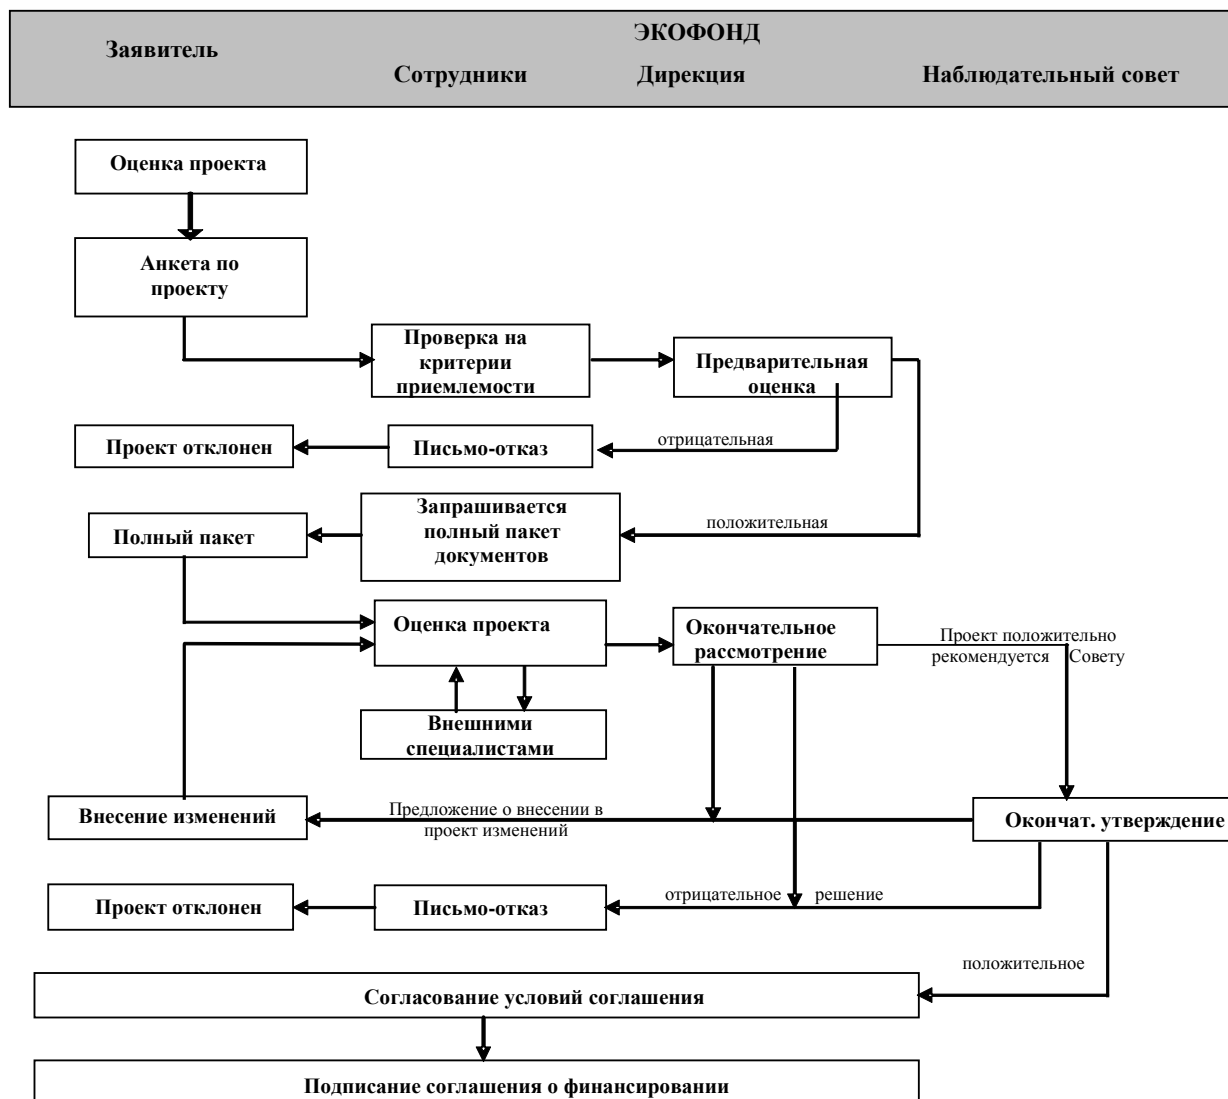 ЭКОФОНД
Заявитель
Сотрудники
Дирекция
Наблюдательный совет
Оценка проекта
Анкета по
проекту
Проверка на
критерии
приемлемости
Предварительная
оценка
Проект отклонен
Письмо-отказ
отрицательная
Запрашивается
полный пакет
документов
положительная
Полный пакет
Оценка проекта
Окончательное
рассмотрение
Проект положительно
рекомендуется Совету
Внешними
специалистами
Внесение изменений
Предложение о внесении в
проект изменений
Окончат. утверждение
Проект отклонен
Письмо-отказ
отрицательное решение
положительное
Согласование условий соглашения
Подписание соглашения о финансировании